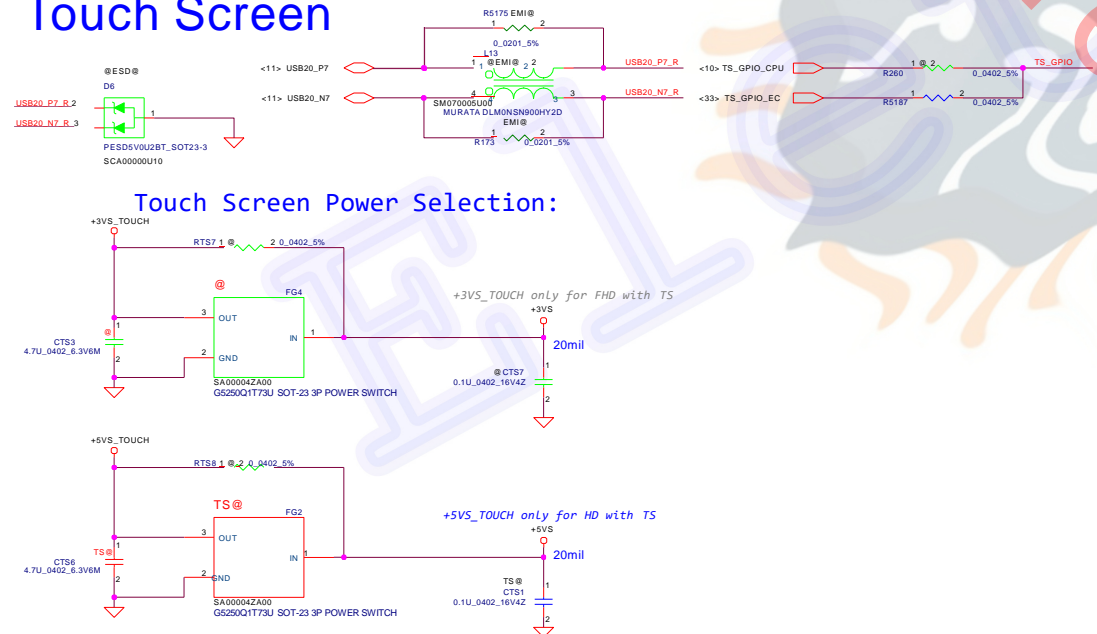 Touch Screen
R5175 EMI@
1 2
0_0201_5%
@ESD@
D6
USB20_P7_R 2
1
USB20_N7_R 3
PESD5V0U2BT_SOT23-3
SCA00000U10
<11> USB20_P7
L13
1 1 @EMI@ 2 2
USB20_P7_R
<11> USB20_N7
4 3 3
USB20_N7_R
SM070005U00
MURATA DLM0NSN900HY2D
EMI@
1 2
R173 0_0201_5%
<10> TS_GPIO_CPU
1 @ 2
R260 0_0402_5%
TS_GPIO
<33> TS_GPIO_EC
1 2
R5187 0_0402_5%
Touch Screen Power Selection:
+3VS_TOUCH
RTS7 1 @ 2 0_0402_5%
@
FG4
3 OUT
IN 1
2 GND
SA00004ZA00
G5250Q1T73U SOT-23 3P POWER SWITCH
@ 1
CTS3
4.7U_0402_6.3V6M
2
+3VS_TOUCH only for FHD with TS
+3VS
20mil
1
@ CTS7
0.1U_0402_16V4Z
2
+5VS_TOUCH
RTS8 1 @ 2 0_0402_5%
TS@
FG2
3 OUT
IN 1
2 GND
SA00004ZA00
G5250Q1T73U SOT-23 3P POWER SWITCH
TS@ 1
CTS6
4.7U_0402_6.3V6M
2
+5VS_TOUCH only for HD with TS
+5VS
20mil
TS@ 1
CTS1
0.1U_0402_16V4Z
2